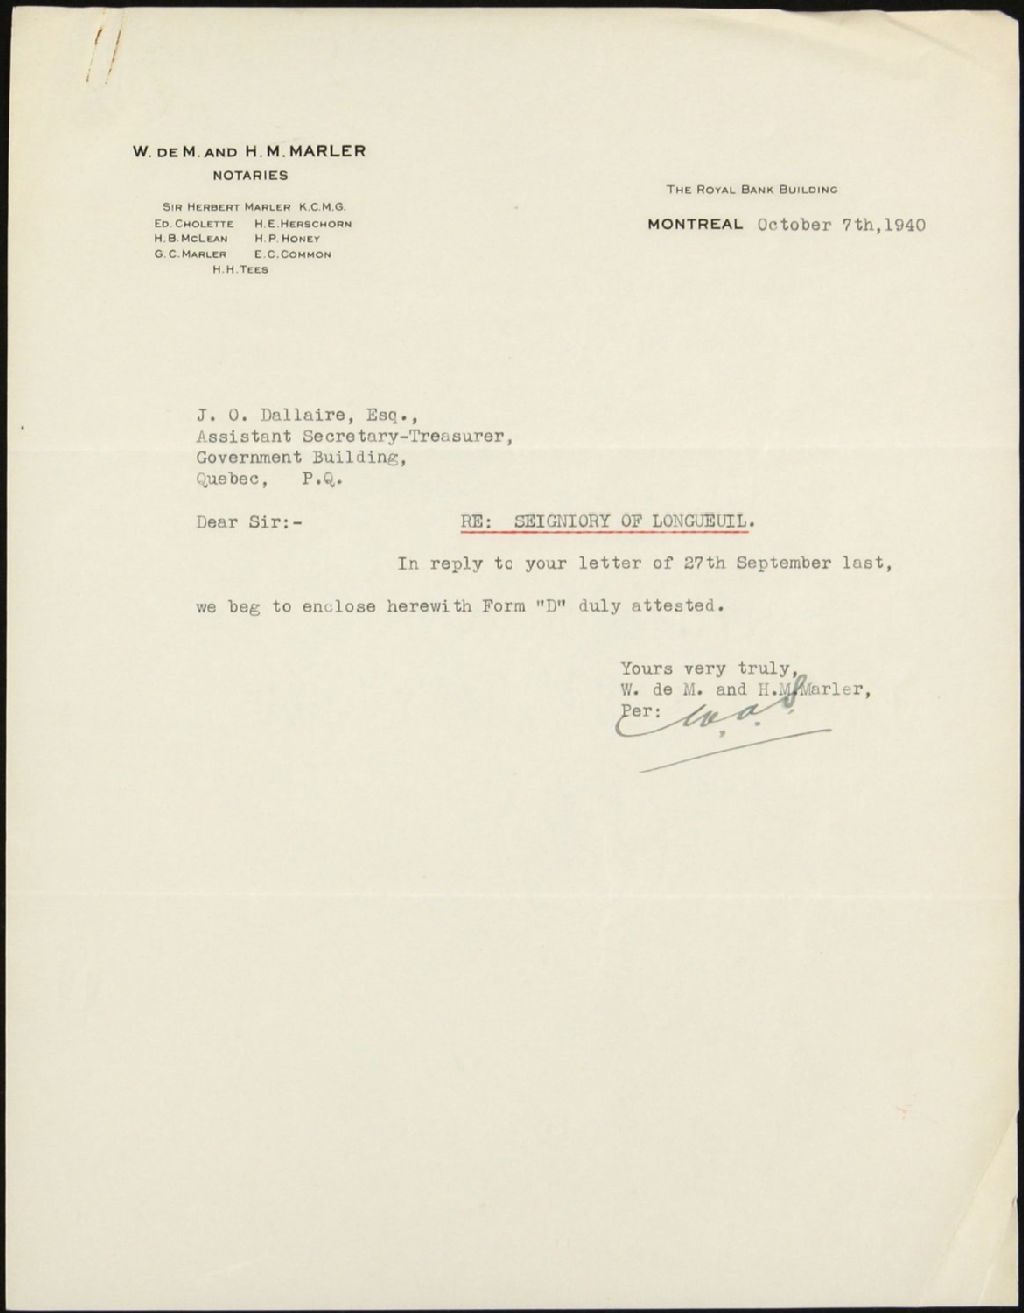 W. DE M. AND H. M. MARLER
NOTARIES
SIR HERBERT MARLER K.C.M.G.
ED. CHOLETTE H. E. HERSCHORN
H. B. MCLEAN H. P. HONEY
G. C. MARLER E. C. COMMON
H. H. TEES
THE ROYAL BANK BUILDING
MONTREAL October 7th,1940
J. O. Dallaire, Esq.,
Assistant Secretary-Treasurer,
Government Building,
Quebec, P.Q.
Dear Sir:- RE: SEIGNIORY OF LONGUEUIL.
In reply to your letter of 27th September last,
we beg to enclose herewith Form "D" duly attested.
Yours very truly,
W. de M. and H.M.Marler,
Per: